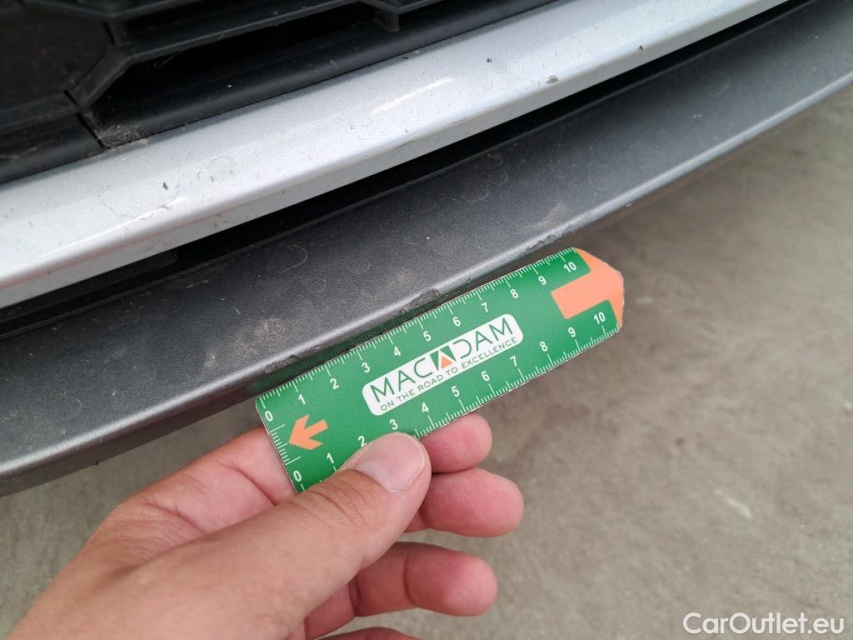 0 1 2 3 4 5 6 7 8 9 10
MACADAM
ON THE ROAD TO EXCELLENCE
0 1 2 3 4 5 6 7 8 9 10
CarOutlet.eu